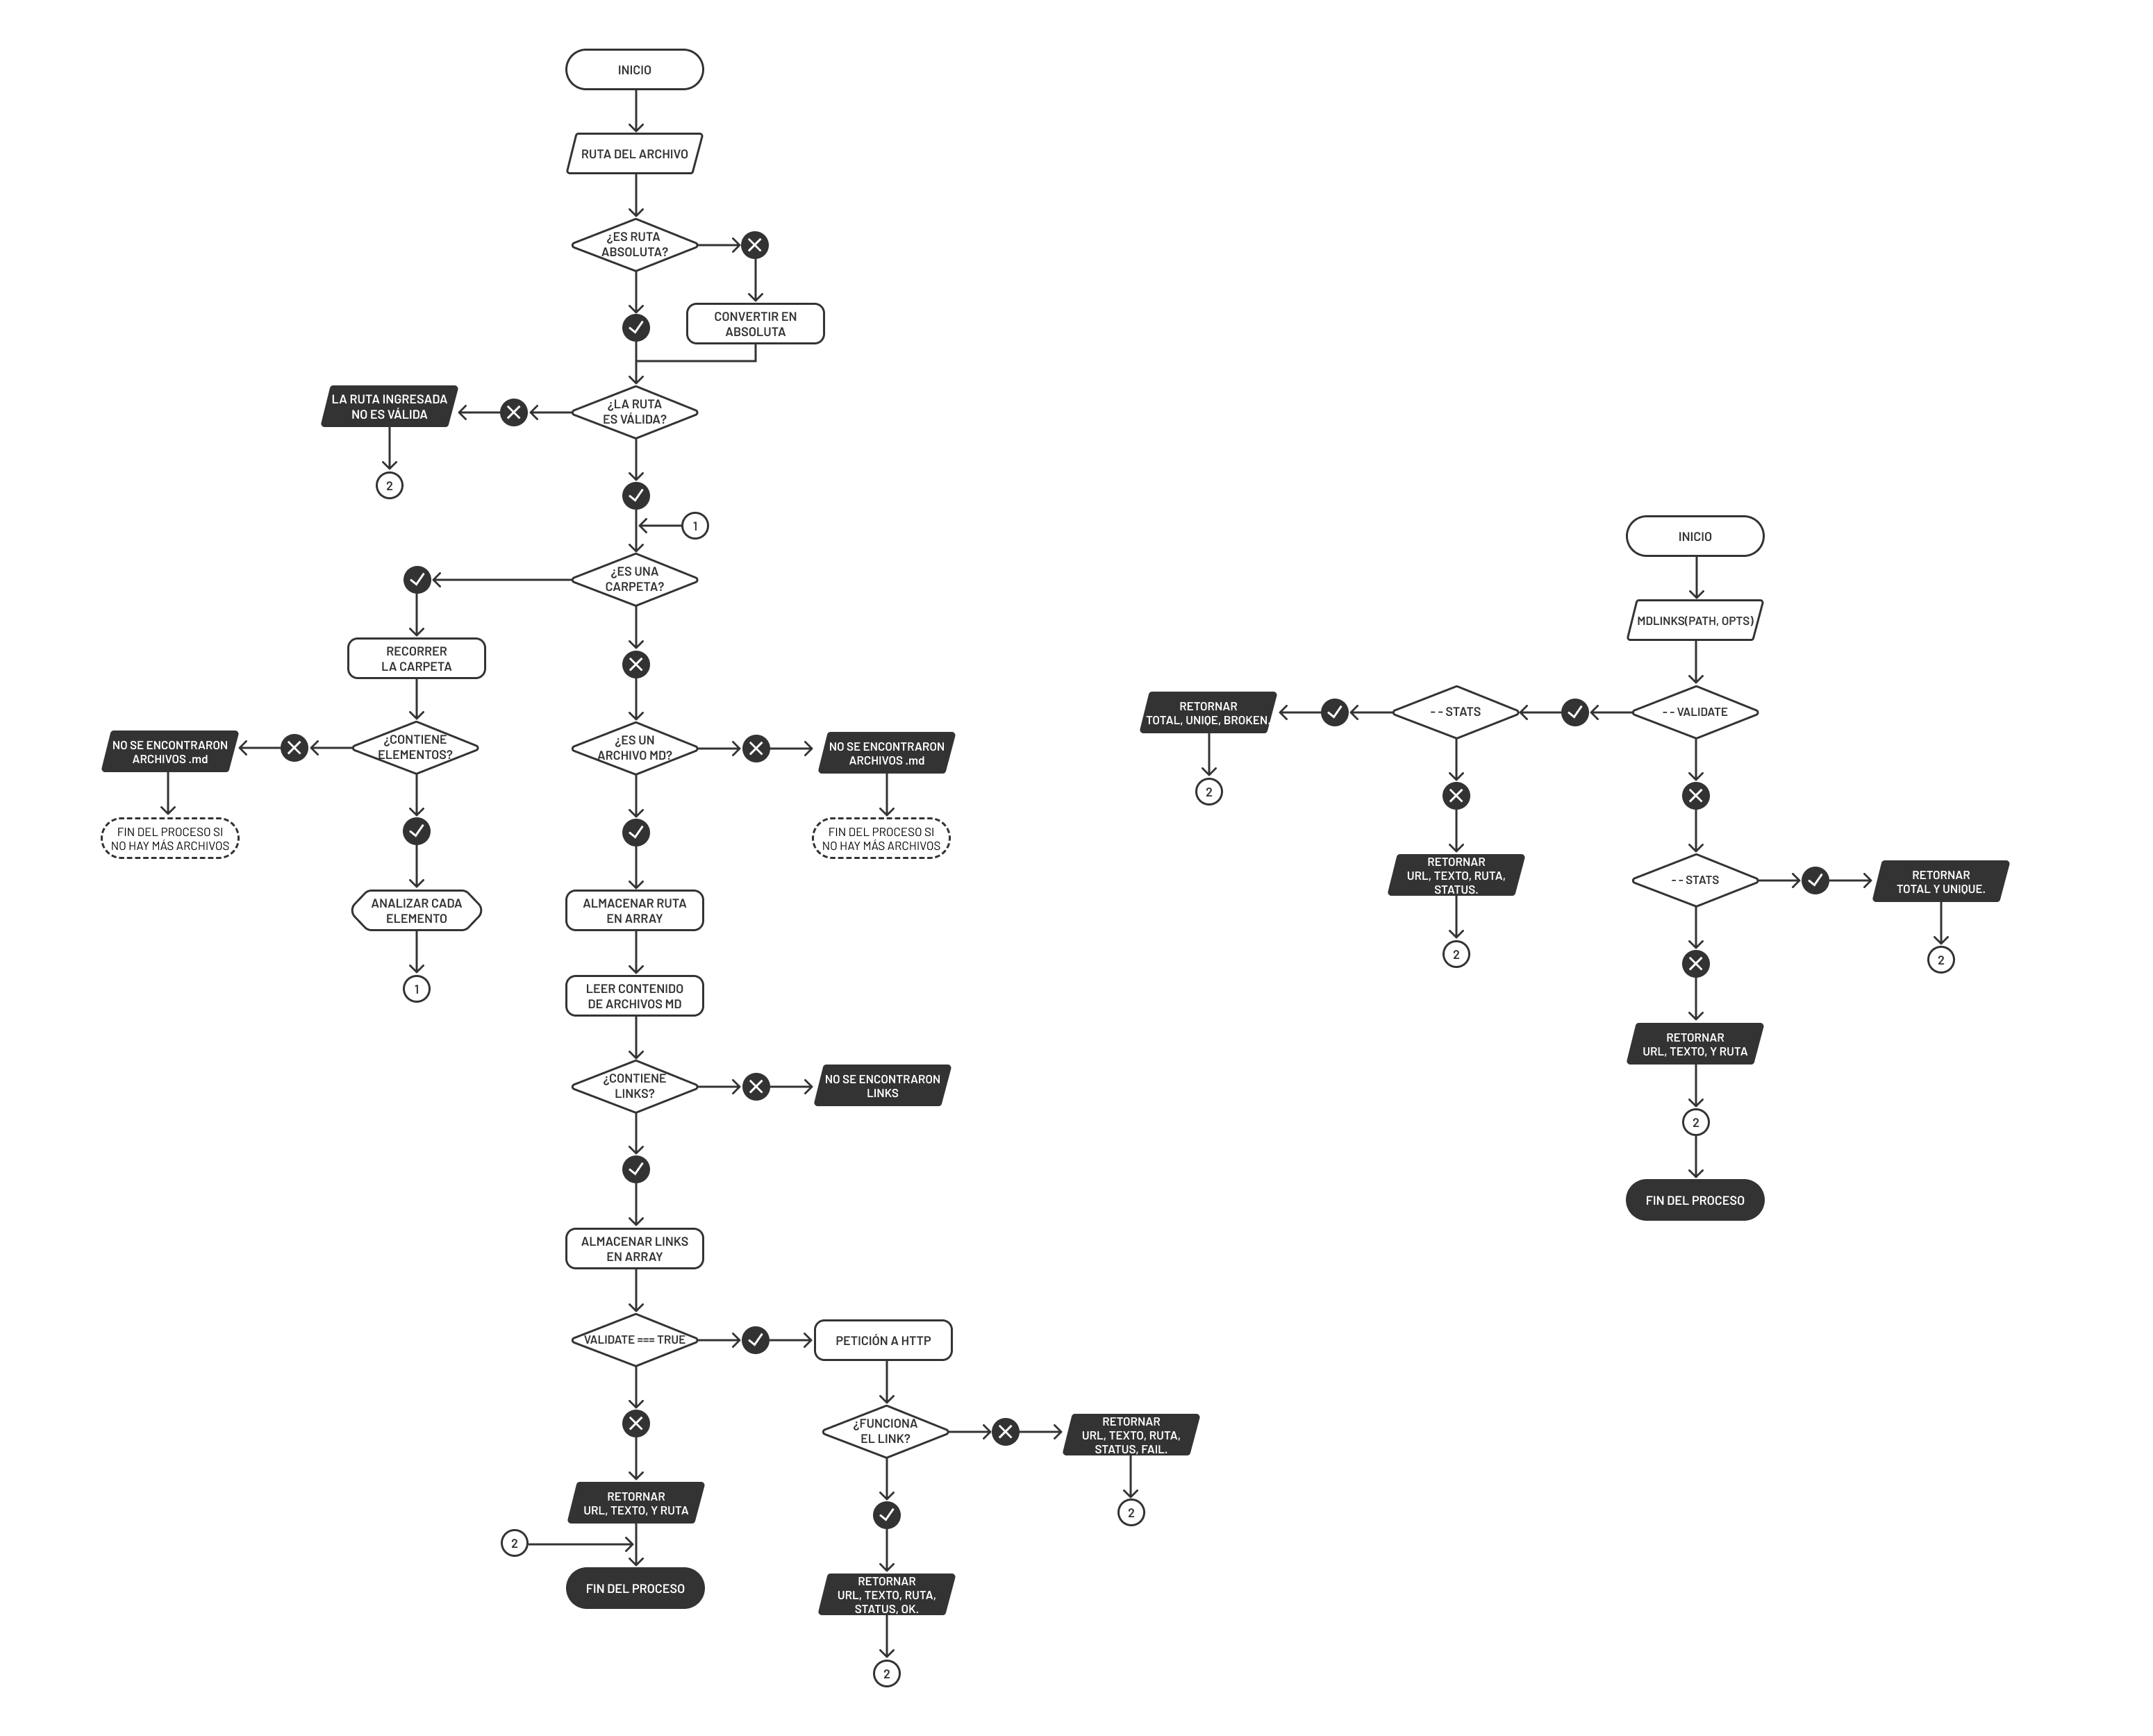 INICIO
RUTA DEL ARCHIVO
¿ES RUTA
ABSOLUTA?
CONVERTIR EN
ABSOLUTA
LA RUTA INGRESADA
NO ES VÁLIDA
¿LA RUTA
ES VÁLIDA?
2
1
¿ES UNA
CARPETA?
RECORRER
LA CARPETA
NO SE ENCONTRARON
ARCHIVOS .md
¿CONTIENE
ELEMENTOS?
¿ES UN
ARCHIVO MD?
NO SE ENCONTRARON
ARCHIVOS .md
FIN DEL PROCESO SI
NO HAY MÁS ARCHIVOS
FIN DEL PROCESO SI
NO HAY MÁS ARCHIVOS
ANALIZAR CADA
ELEMENTO
1
ALMACENAR RUTA
EN ARRAY
LEER CONTENIDO
DE ARCHIVOS MD
¿CONTIENE
LINKS?
NO SE ENCONTRARON
LINKS
ALMACENAR LINKS
EN ARRAY
VALIDATE === TRUE
PETICIÓN A HTTP
¿FUNCIONA
EL LINK?
RETORNAR
URL, TEXTO, RUTA,
STATUS, FAIL.
2
RETORNAR
URL, TEXTO, Y RUTA
2
FIN DEL PROCESO
RETORNAR
URL, TEXTO, RUTA,
STATUS, OK.
2
INICIO
MDLINKS(PATH, OPTS)
RETORNAR
TOTAL, UNIQE, BROKEN.
- - STATS
- - VALIDATE
2
RETORNAR
URL, TEXTO, RUTA,
STATUS.
2
- - STATS
RETORNAR
TOTAL Y UNIQUE.
2
RETORNAR
URL, TEXTO, Y RUTA
2
FIN DEL PROCESO